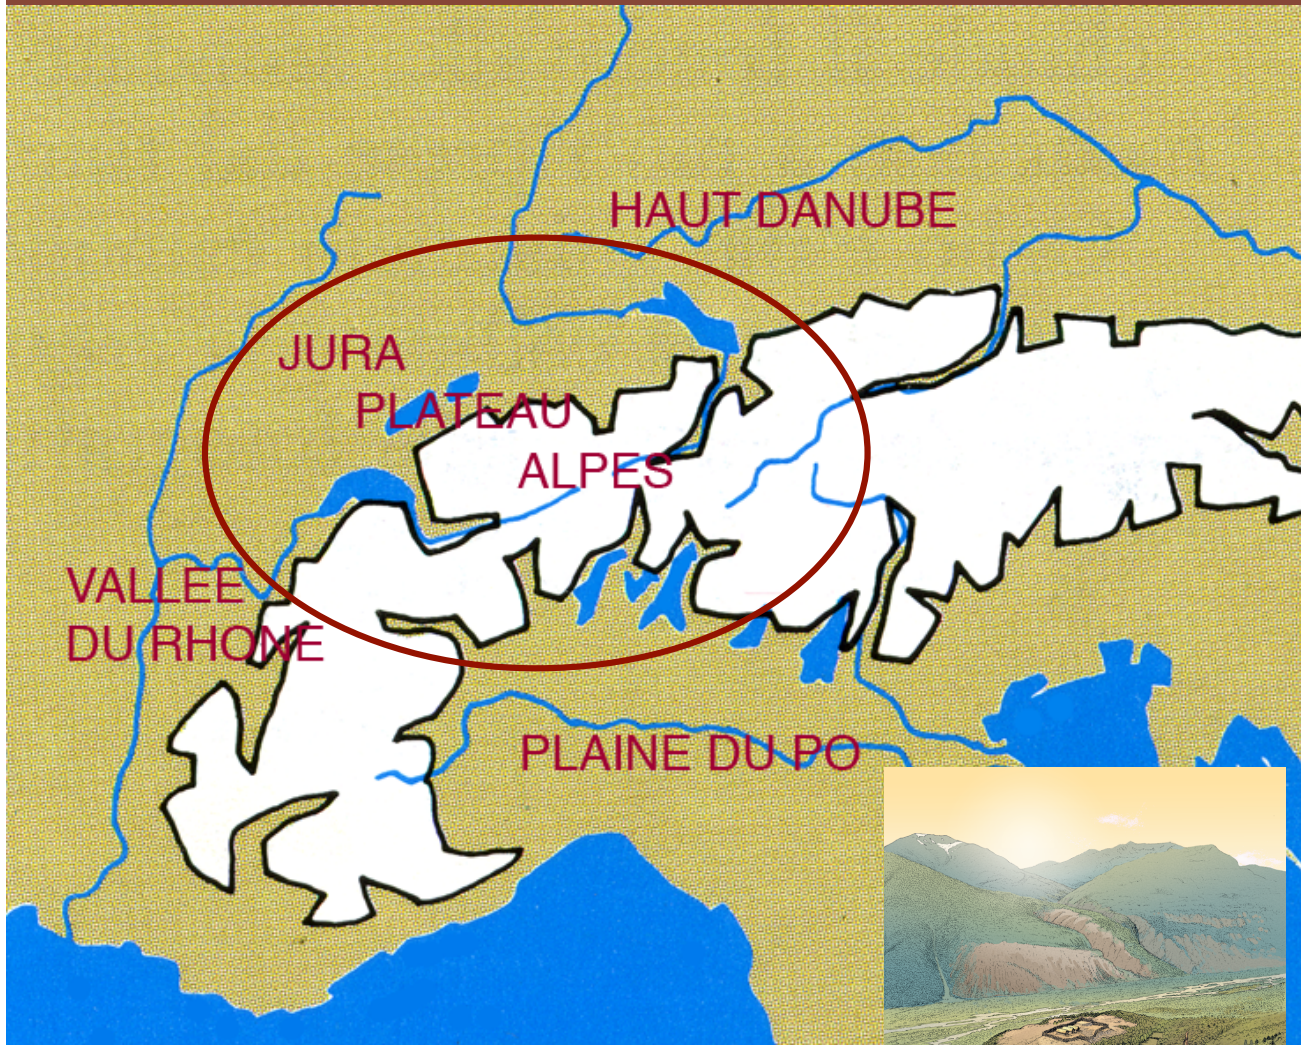 HAUT DANUBE
JURA
PLATEAU
ALPES
VALLEE
DU RHONE
PLAINE DU PO